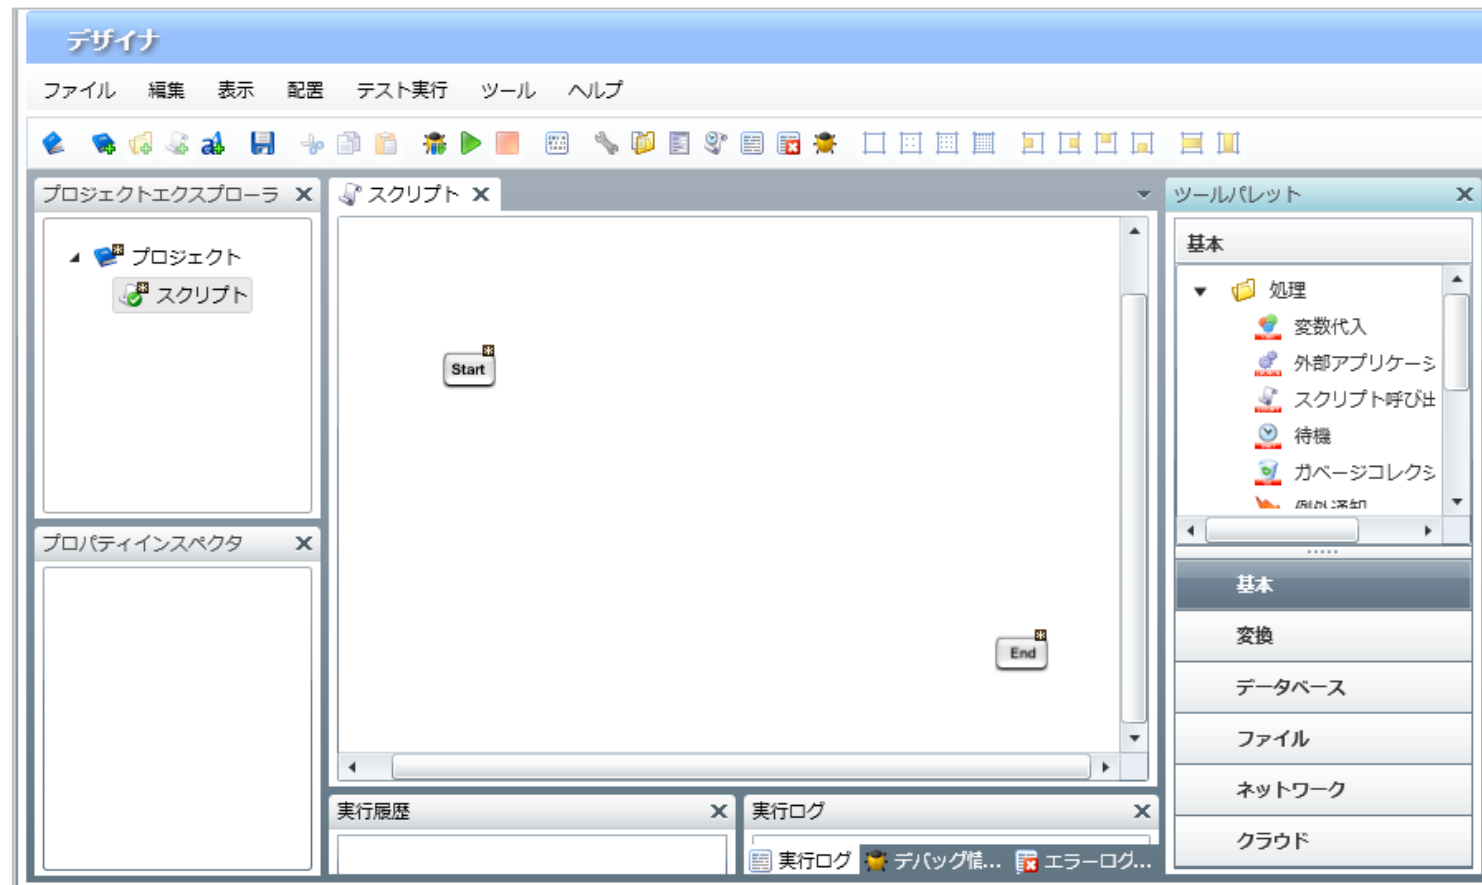 デザイナ
ファイル 編集 表示 配置 テスト実行 ツール ヘルプ
プロジェクトエクスプローラ
プロジェクト
スクリプト
プロパティインスペクタ
スクリプト
Start
End
実行履歴
実行ログ
実行ログ デバッグ情... エラーログ...
ツールパレット
基本
処理
変数代入
外部アプリケーシ
スクリプト呼び出
待機
ガベージコレクシ
例外通知
基本
変換
データベース
ファイル
ネットワーク
クラウド